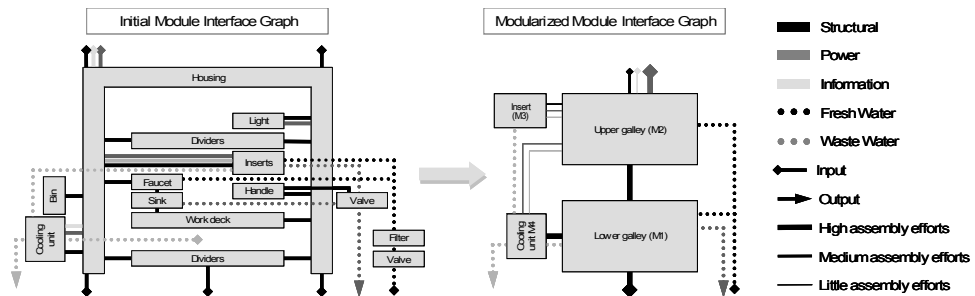 Initial Module Interface Graph
Housing
Light
Dividers
Inserts
Faucet
Handle
Bin
Sink
Valve
Work deck
Cooling
unit
Filter
Dividers
Valve
Modularized Module Interface Graph
Insert
(M3)
Upper galley (M2)
Cooling
unit M4
Lower galley (M1)
Structural
Power
Information
Fresh Water
Waste Water
Input
Output
High assembly efforts
Medium assembly efforts
Little assembly efforts